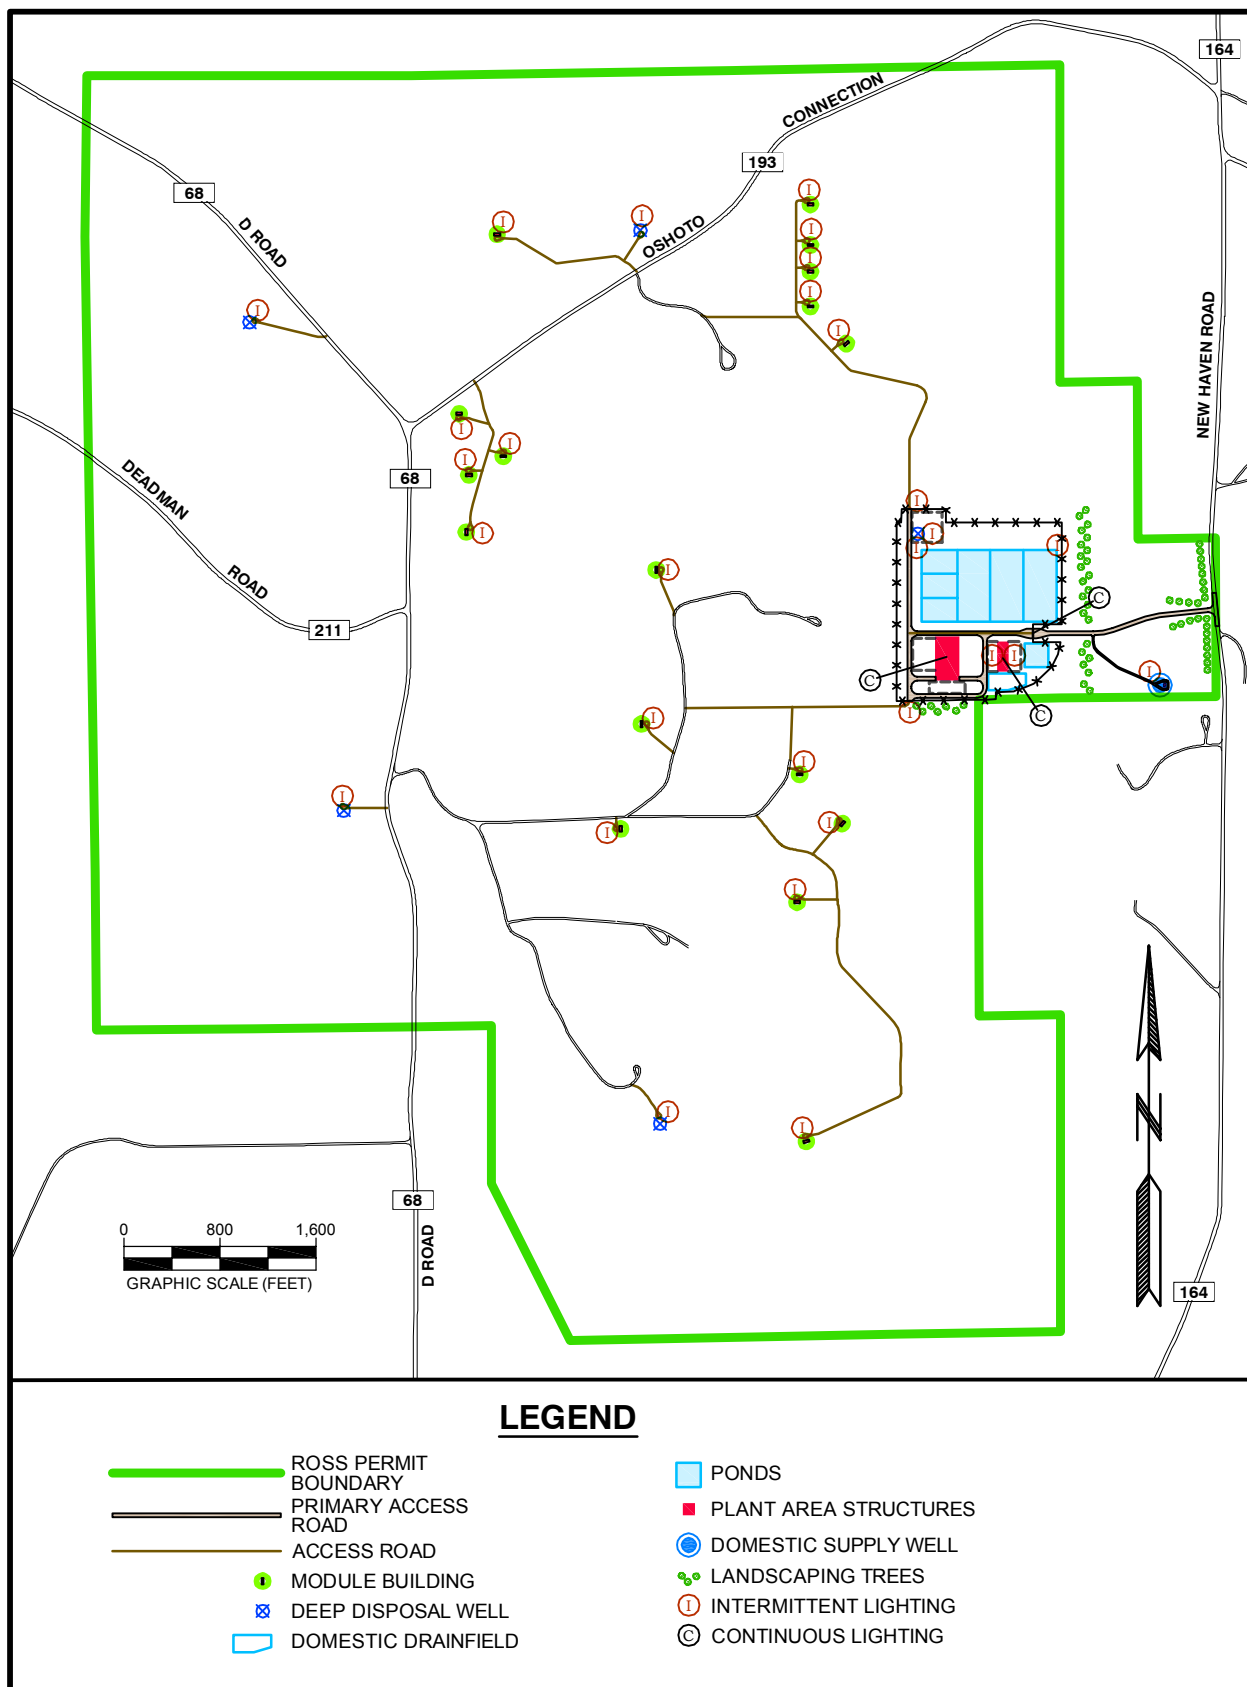 164
CONNECTION
193
68
D ROAD
OSHOTO
I
I
I
I
I
I
I
I
I
NEW HAVEN ROAD
DEADMAN
ROAD
68
I
I
I
I
I
I
I
I
I
211
C
I
I
I
C
I
I
C
I
I
I
I
I
I
I
I
I
N
68
D ROAD
0 800 1,600
GRAPHIC SCALE (FEET)
164
LEGEND
ROSS PERMIT
BOUNDARY
PRIMARY ACCESS
ROAD
ACCESS ROAD
MODULE BUILDING
DEEP DISPOSAL WELL
DOMESTIC DRAINFIELD
PONDS
PLANT AREA STRUCTURES
DOMESTIC SUPPLY WELL
LANDSCAPING TREES
I INTERMITTENT LIGHTING
C CONTINUOUS LIGHTING